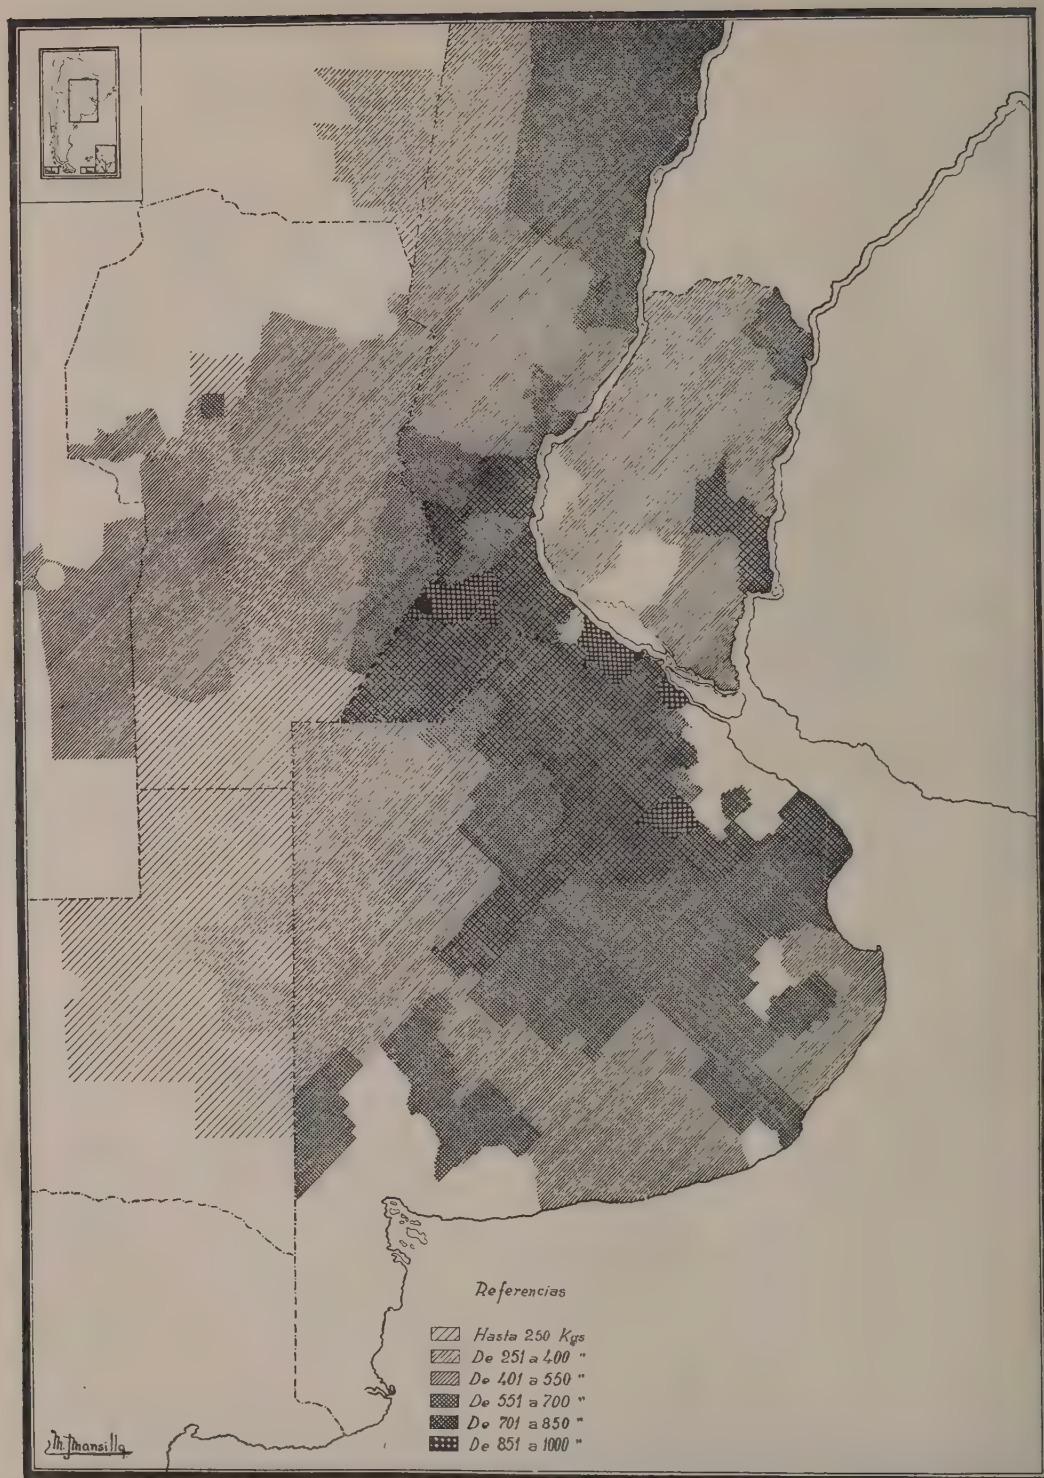 Referencias
Hasta 250 Kgs
De 251 a 400 "
De 401 a 550 "
De 551 a 700 "
De 701 a 850 "
De 851 a 1000 "
M. Mansilla